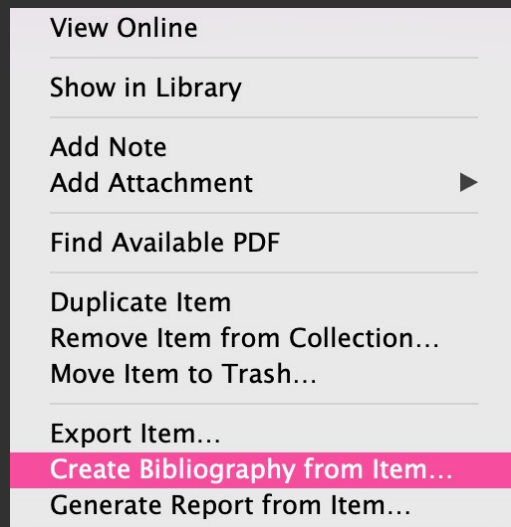 View Online
Show in Library
Add Note
Add Attachment
Find Available PDF
Duplicate Item
Remove Item from Collection…
Move Item to Trash…
Export Item…
Create Bibliography from Item…
Generate Report from Item…